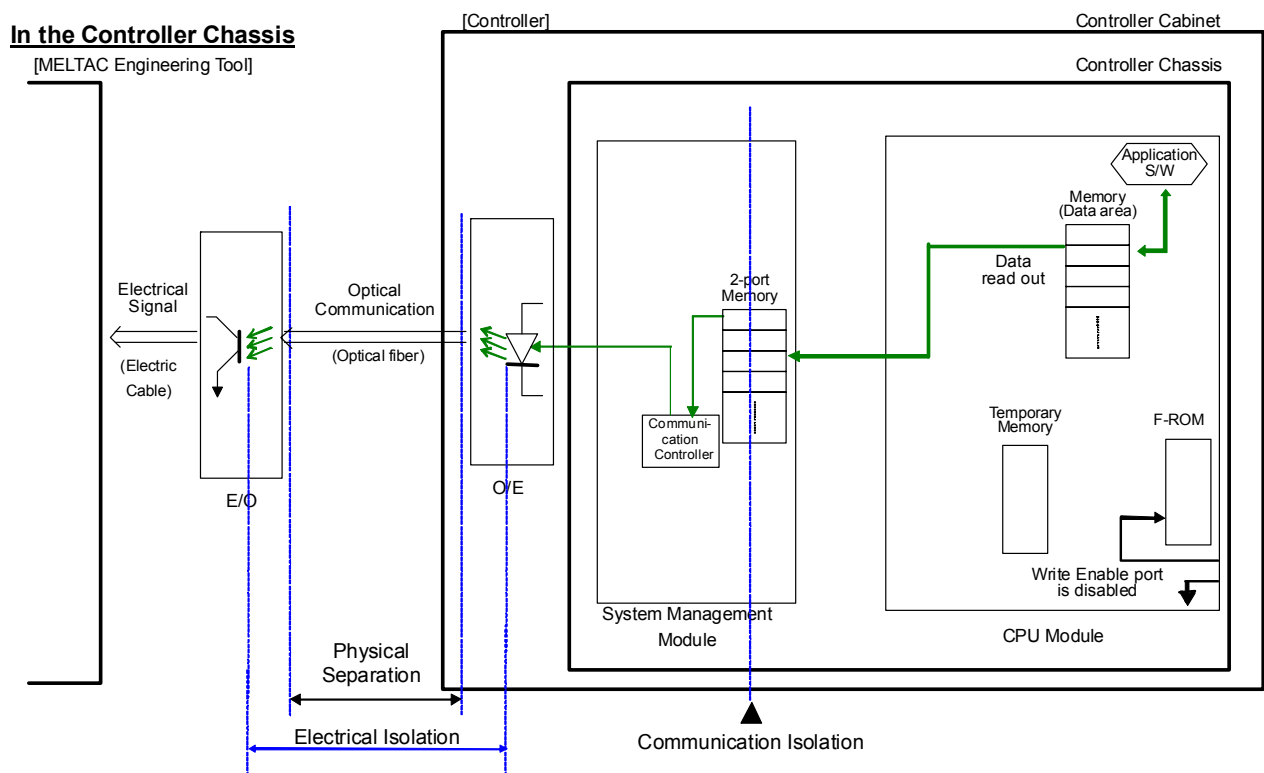 In the Controller Chassis
[MELTAC Engineering Tool]
[Controller]
Controller Cabinet
Controller Chassis
Application
S/W
Memory
(Data area)
Data
read out
2-port
Memory
Electrical
Signal
(Electric
Cable)
Optical
Communication
(Optical fiber)
Communi-
cation
Controller
Temporary
Memory
F-ROM
E/O
O/E
Write Enable port
is disabled
System Management
Module
CPU Module
Physical
Separation
Electrical Isolation
Communication Isolation